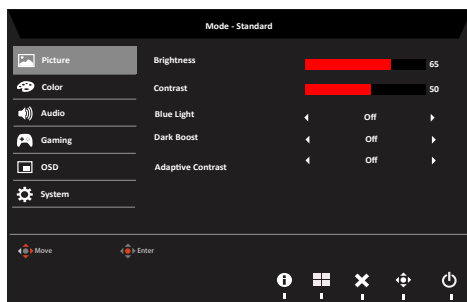 Mode - Standard
Picture
Brightness
65
Color
Contrast
50
Audio
Blue Light
Off
Gaming
Dark Boost
Off
OSD
Adaptive Contrast
Off
System
Move
Enter